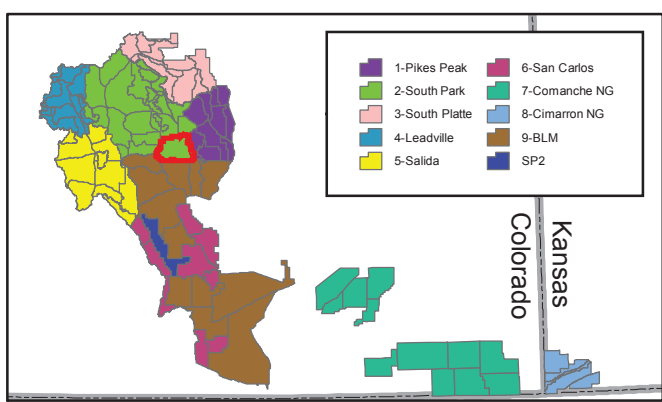 1-Pikes Peak
2-South Park
3-South Platte
4-Leadville
5-Salida
6-San Carlos
7-Comanche NG
8-Cimarron NG
9-BLM
SP2
Kansas
Colorado